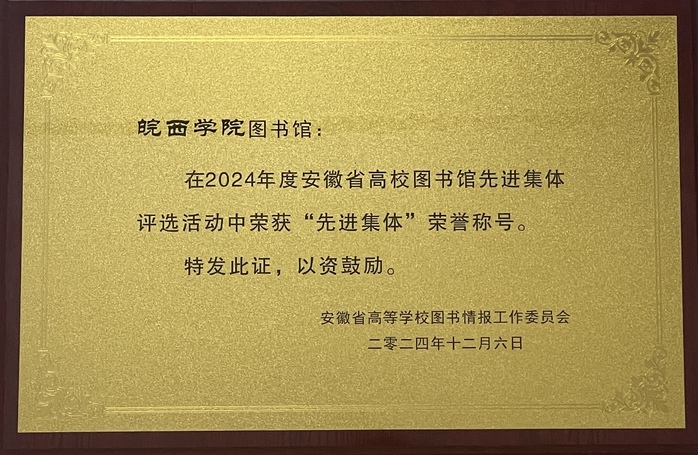 皖西学院图书馆：
在2024年度安徽省高校图书馆先进集体
评选活动中荣获“先进集体”荣誉称号。
特发此证，以资鼓励。
安徽省高等学校图书情报工作委员会
二零二四年十二月六日